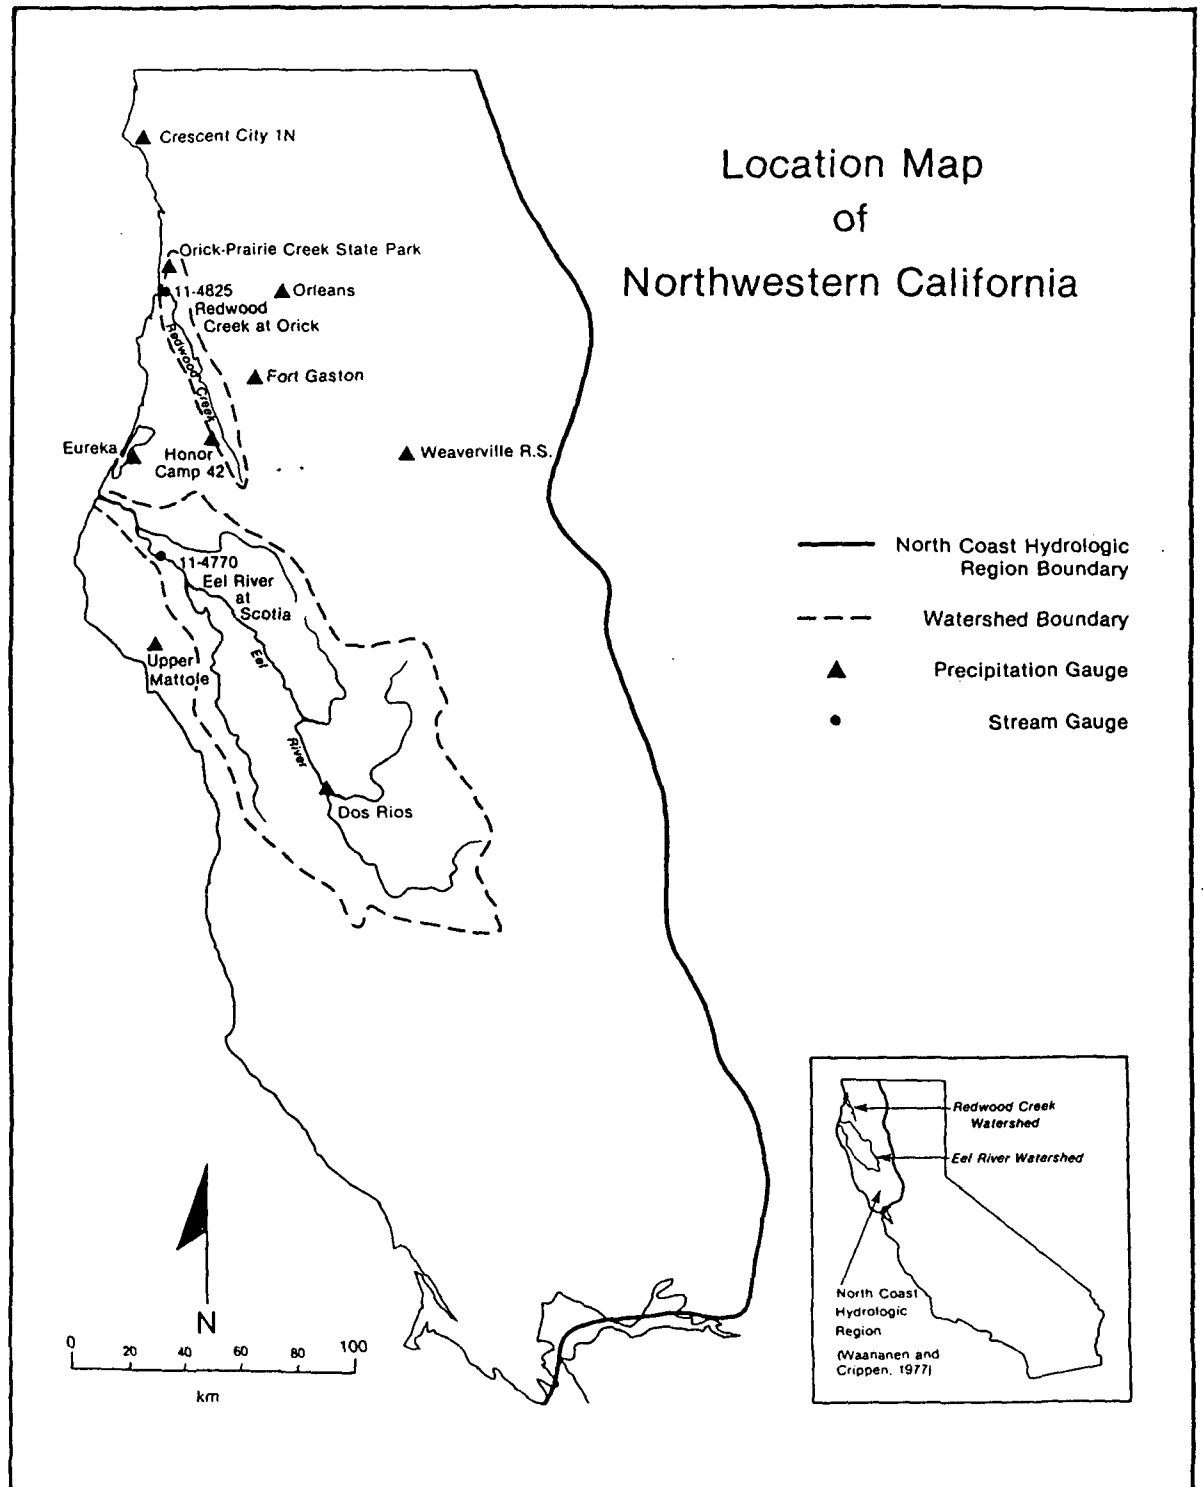 Location Map
of
Northwestern California
Crescent City 1N
Orick-Prairie Creek State Park
11-4825
Redwood
Creek at Orick
Orleans
Redwood Creek
Fort Gaston
Eureka
Honor
Camp 42
Weaverville R.S.
11-4770
Eel River
at
Scotia
Eel
River
Upper
Mattole
Dos Rios
North Coast Hydrologic
Region Boundary
Watershed Boundary
Precipitation Gauge
Stream Gauge
Redwood Creek
Watershed
Eel River Watershed
North Coast
Hydrologic
Region
(Waananen and
Crippen, 1977)
N
0 20 40 60 80 100
km